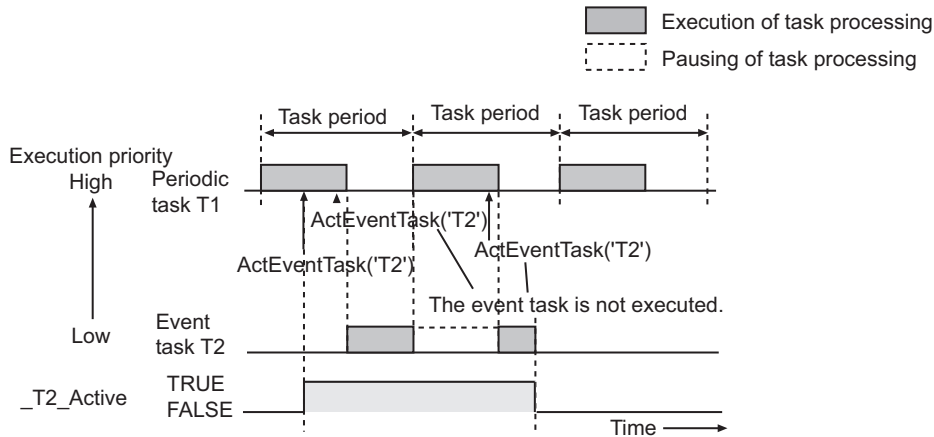 Execution of task processing
Pausing of task processing
Task period
Task period
Task period
Execution priority
High
Periodic
task T1
ActEventTask('T2')
ActEventTask('T2')
ActEventTask('T2')
The event task is not executed.
Low
Event
task T2
_T2_Active
TRUE
FALSE
Time